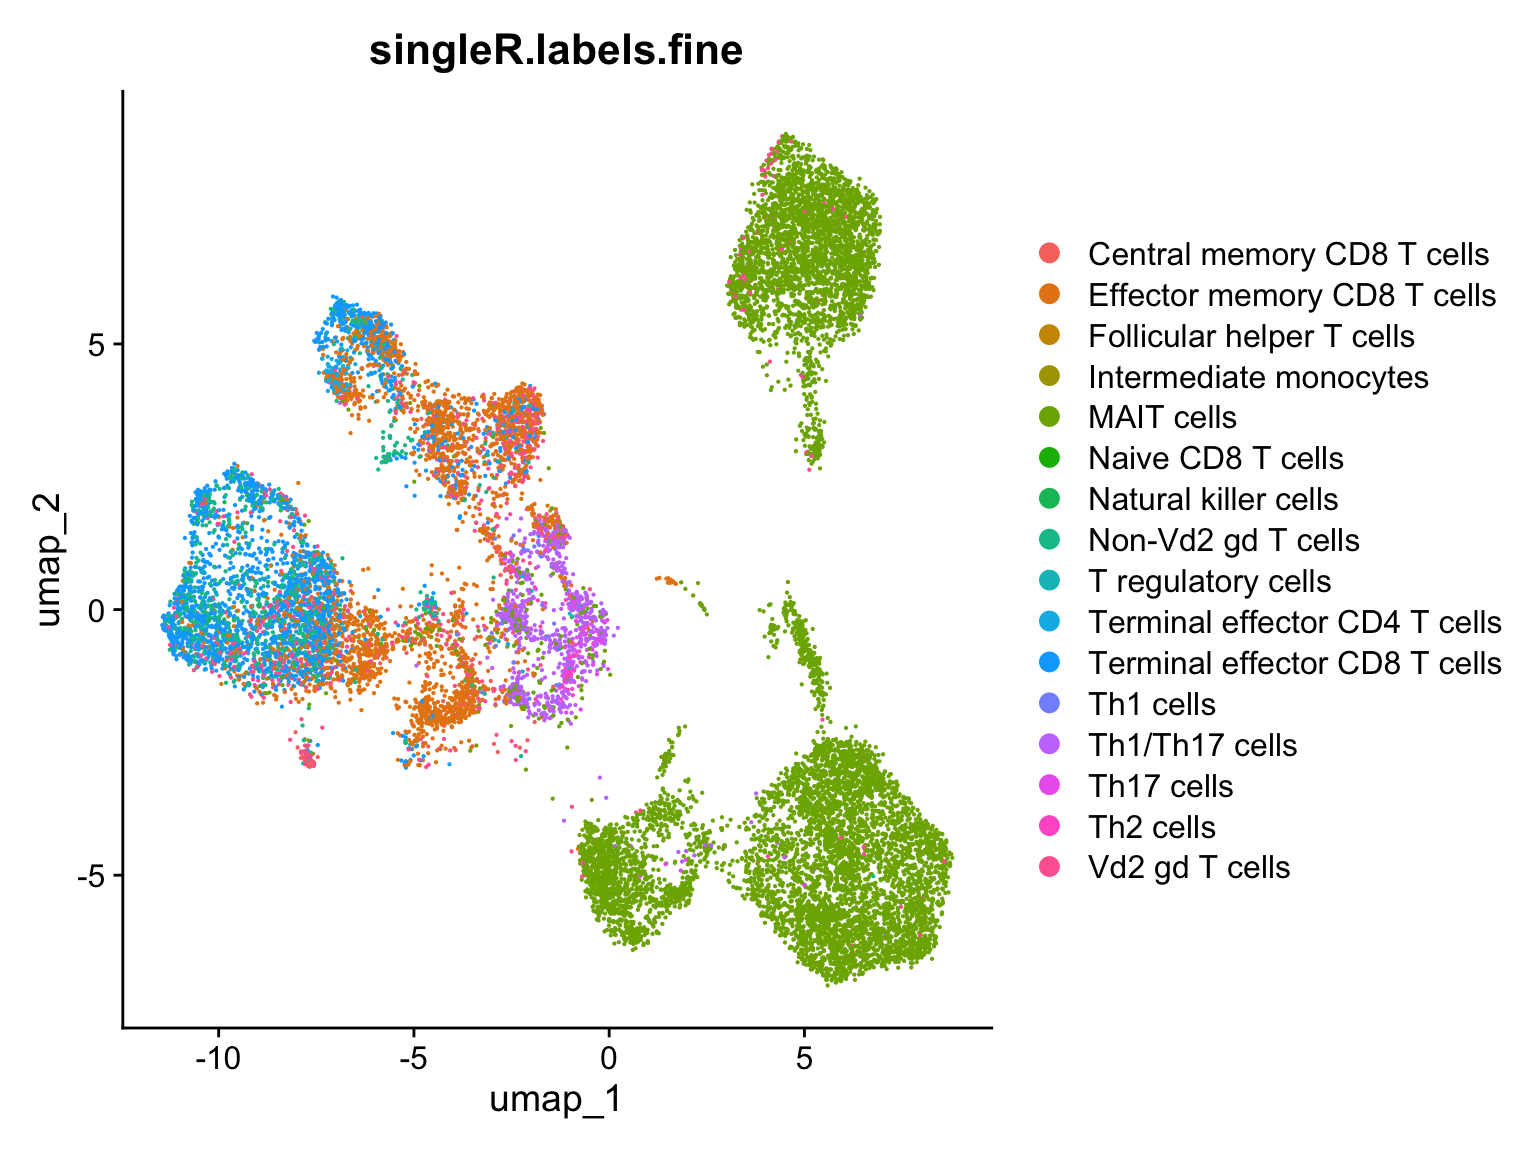 singleR.labels.fine
umap_2
5
0
-5
-10
-5
0
5
umap_1
Central memory CD8 T cells
Effector memory CD8 T cells
Follicular helper T cells
Intermediate monocytes
MAIT cells
Naive CD8 T cells
Natural killer cells
Non-Vd2 gd T cells
T regulatory cells
Terminal effector CD4 T cells
Terminal effector CD8 T cells
Th1 cells
Th1/Th17 cells
Th17 cells
Th2 cells
Vd2 gd T cells